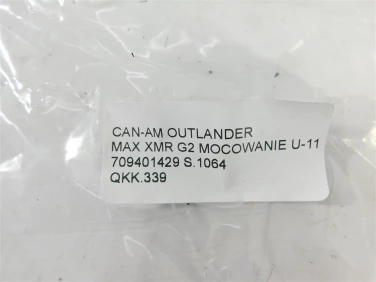 CAN-AM OUTLANDER
MAX XMR G2 MOCOWANIE U-11
709401429 S.1064
QKK.339